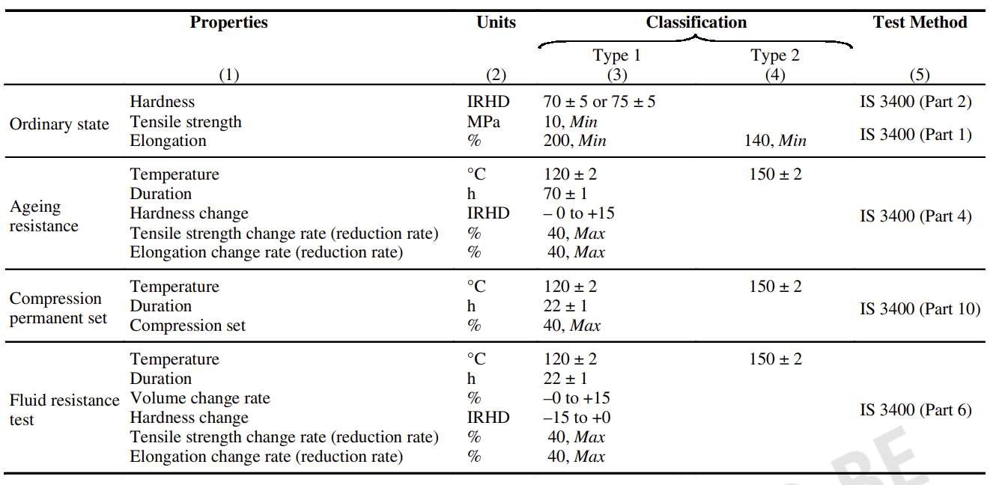 Properties Units Classification Test Method
Type 1 Type 2
(1) (2) (3) (4) (5)
Ordinary state
Hardness IRHD 70 ± 5 or 75 ± 5 IS 3400 (Part 2)
Tensile strength MPa 10, Min
Elongation % 200, Min 140, Min
IS 3400 (Part 1)
Ageing
resistance
Temperature °C 120 ± 2 150 ± 2
Duration h 70 ± 1
Hardness change IRHD – 0 to +15
Tensile strength change rate (reduction rate) % 40, Max
Elongation change rate (reduction rate) % 40, Max
IS 3400 (Part 4)
Compression
permanent set
Temperature °C 120 ± 2 150 ± 2
Duration h 22 ± 1
Compression set % 40, Max
IS 3400 (Part 10)
Fluid resistance
test
Temperature °C 120 ± 2 150 ± 2
Duration h 22 ± 1
Volume change rate % –0 to +15
Hardness change IRHD –15 to +0
Tensile strength change rate (reduction rate) % 40, Max
Elongation change rate (reduction rate) % 40, Max
IS 3400 (Part 6)
BE